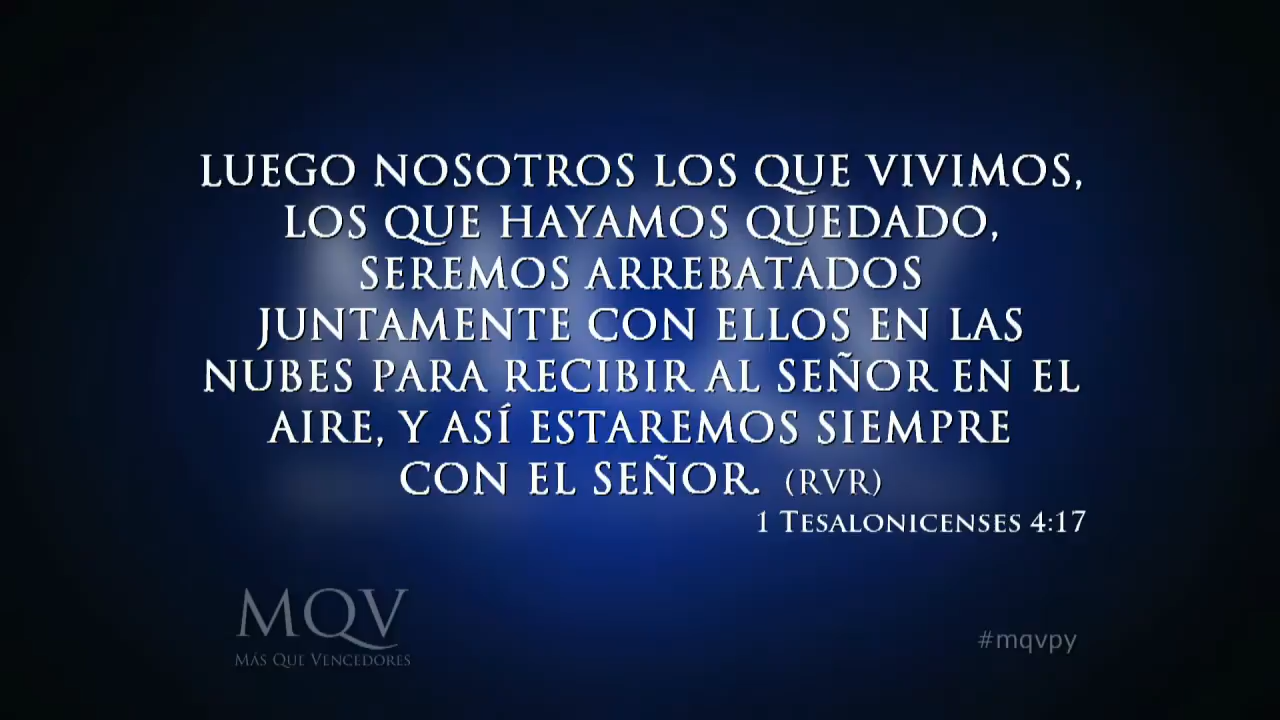 LUEGO NOSOTROS LOS QUE VIVIMOS,
LOS QUE HAYAMOS QUEDADO,
SEREMOS ARREBATADOS
JUNTAMENTE CON ELLOS EN LAS
NUBES PARA RECIBIR AL SEÑOR EN EL
AIRE, Y ASÍ ESTAREMOS SIEMPRE
CON EL SEÑOR. (RVR)
1 TESALONICENSES 4:17
MQV
MÁS QUE VENCEDORES
#mqvpy